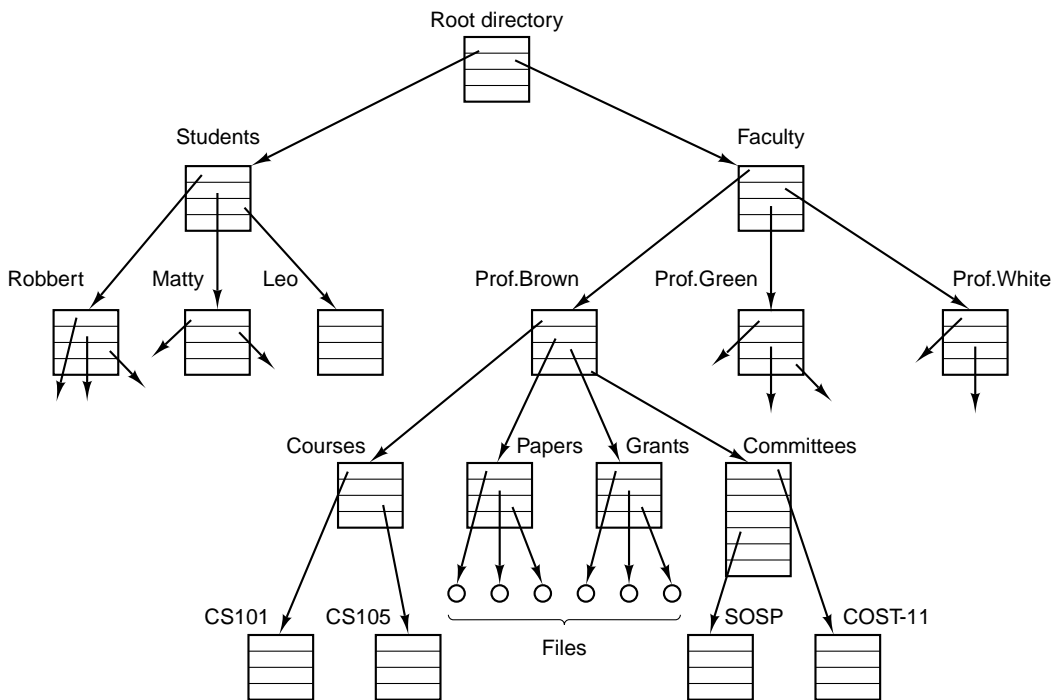 Root directory
Students
Faculty
Robbert
Matty
Leo
Prof.Brown
Prof.Green
Prof.White
Courses
Papers
Grants
Committees
CS101
CS105
SOSP
COST-11
Files